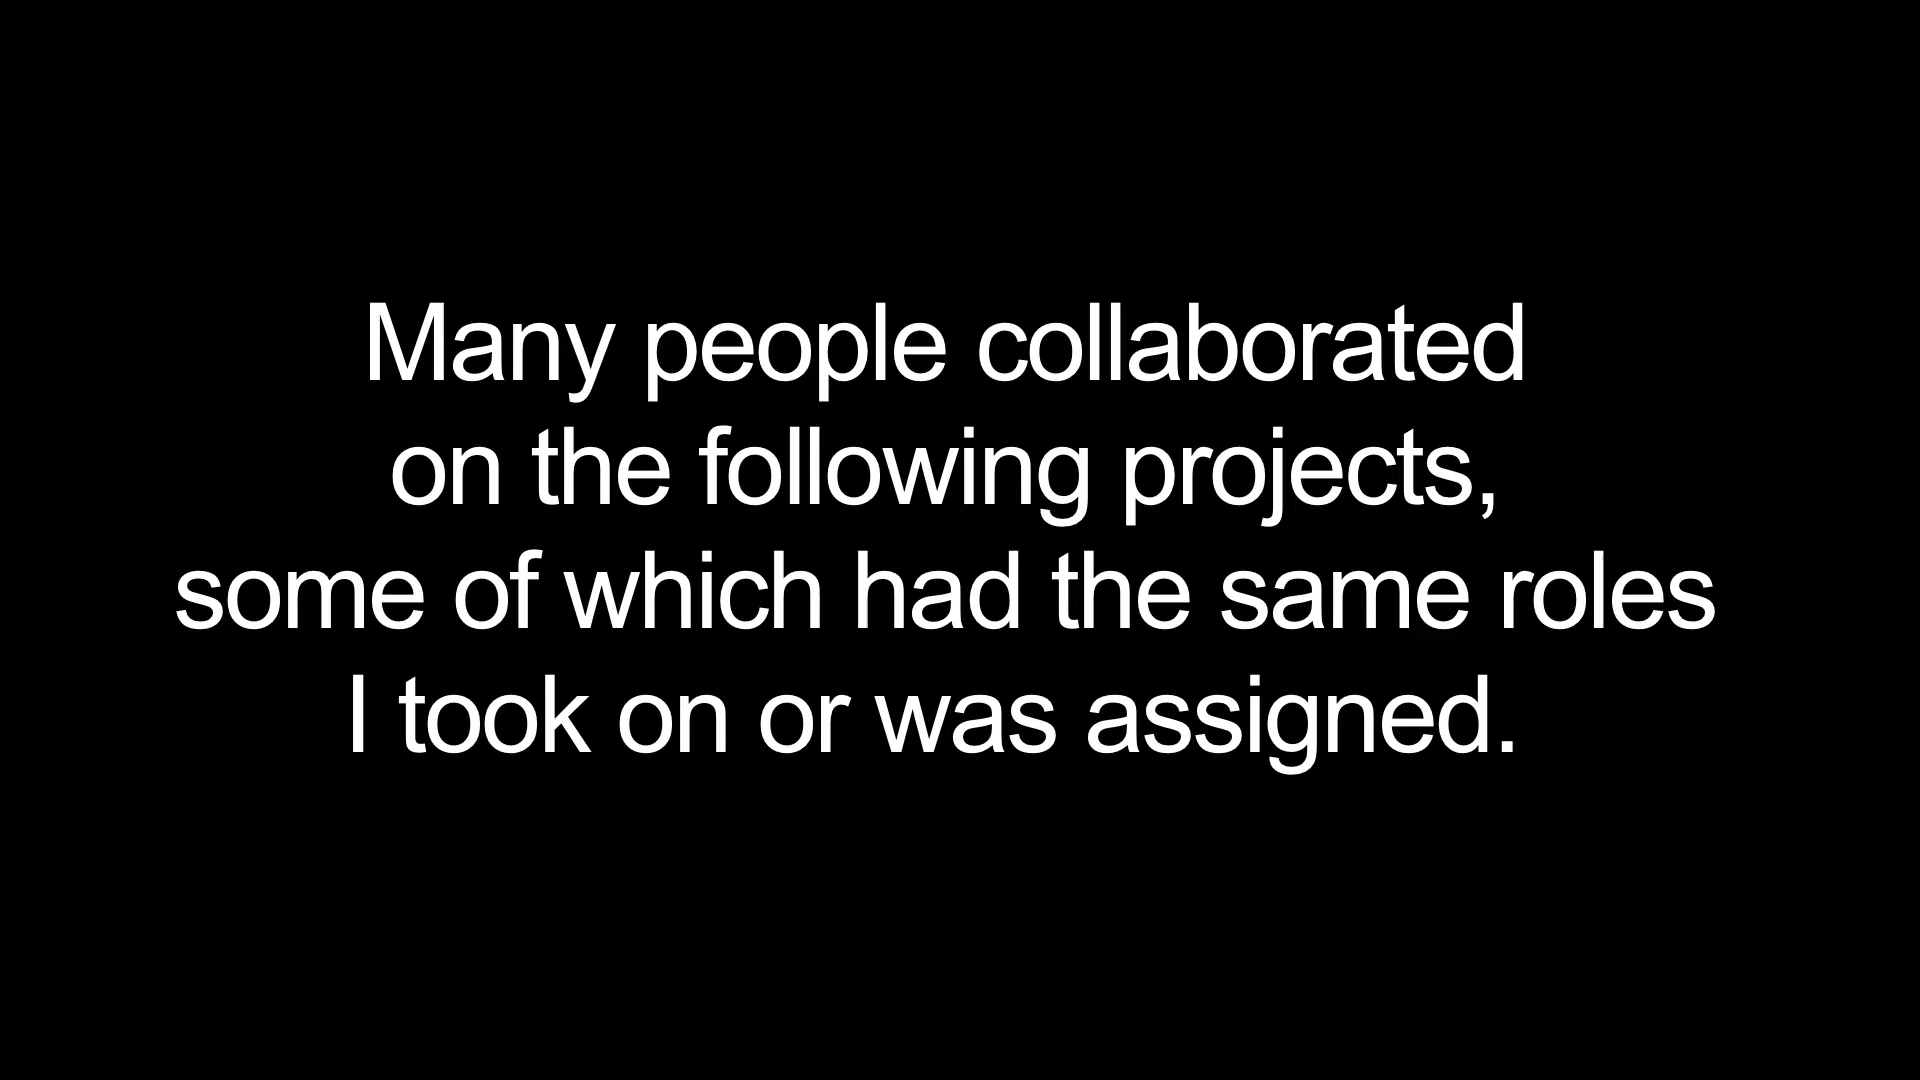 Many people collaborated
on the following projects,
some of which had the same roles
I took on or was assigned.